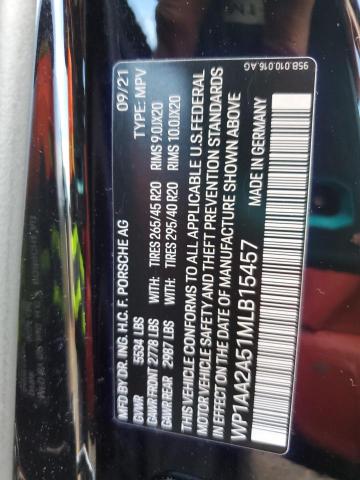 95B.010.016.AG
09/21
TYPE: MPV
MFD BY DR. ING. H.C. F. PORSCHE AG
GVWR 5634 LBS
GAWR FRONT 2778 LBS WITH: TIRES 265/45 R20 RIMS 9.0JX20
GAWR REAR 2987 LBS WITH: TIRES 295/40 R20 RIMS 10.0JX20
THIS VEHICLE CONFORMS TO ALL APPLICABLE U.S. FEDERAL
MOTOR VEHICLE SAFETY AND THEFT PREVENTION STANDARDS
IN EFFECT ON THE DATE OF MANUFACTURE SHOWN ABOVE
WP1AA2A51MLB15457
MADE IN GERMANY